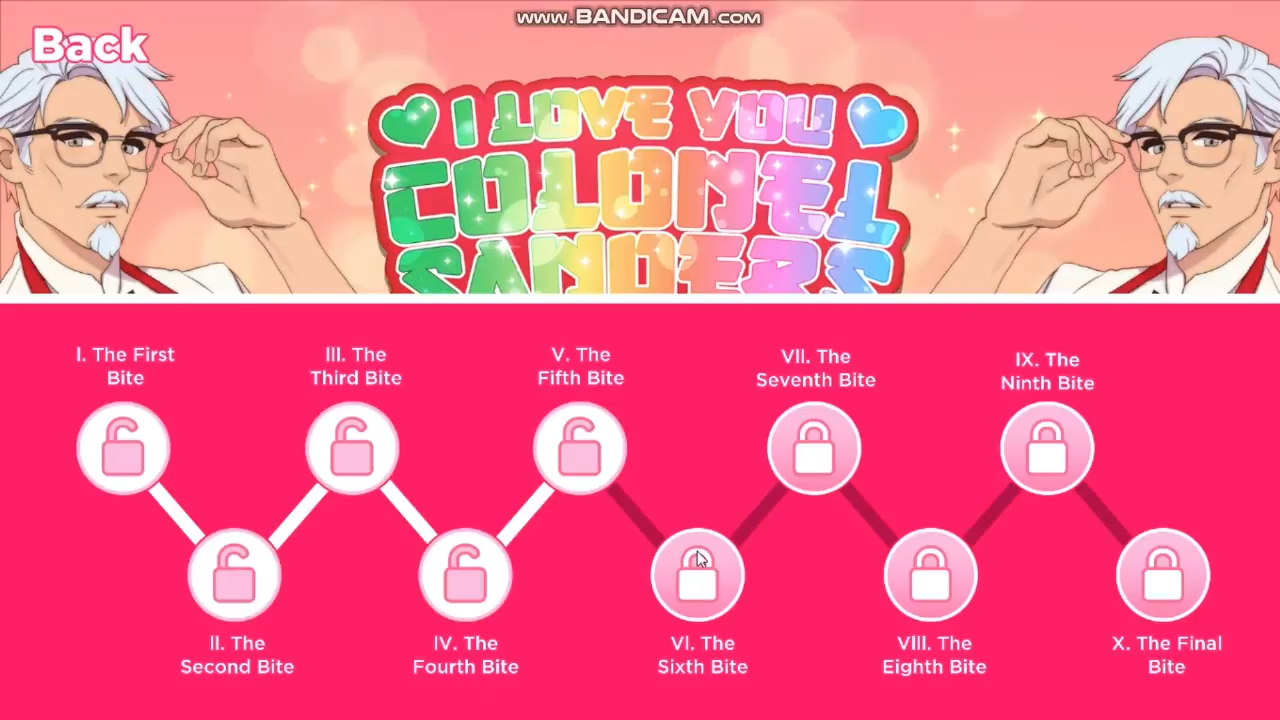 www.BANDICAM.com
Back
I LOVE YOU
COLONEL
SANDERS
I. The First
Bite
III. The
Third Bite
V. The
Fifth Bite
VII. The
Seventh Bite
IX. The
Ninth Bite
II. The
Second Bite
IV. The
Fourth Bite
VI. The
Sixth Bite
VIII. The
Eighth Bite
X. The Final
Bite